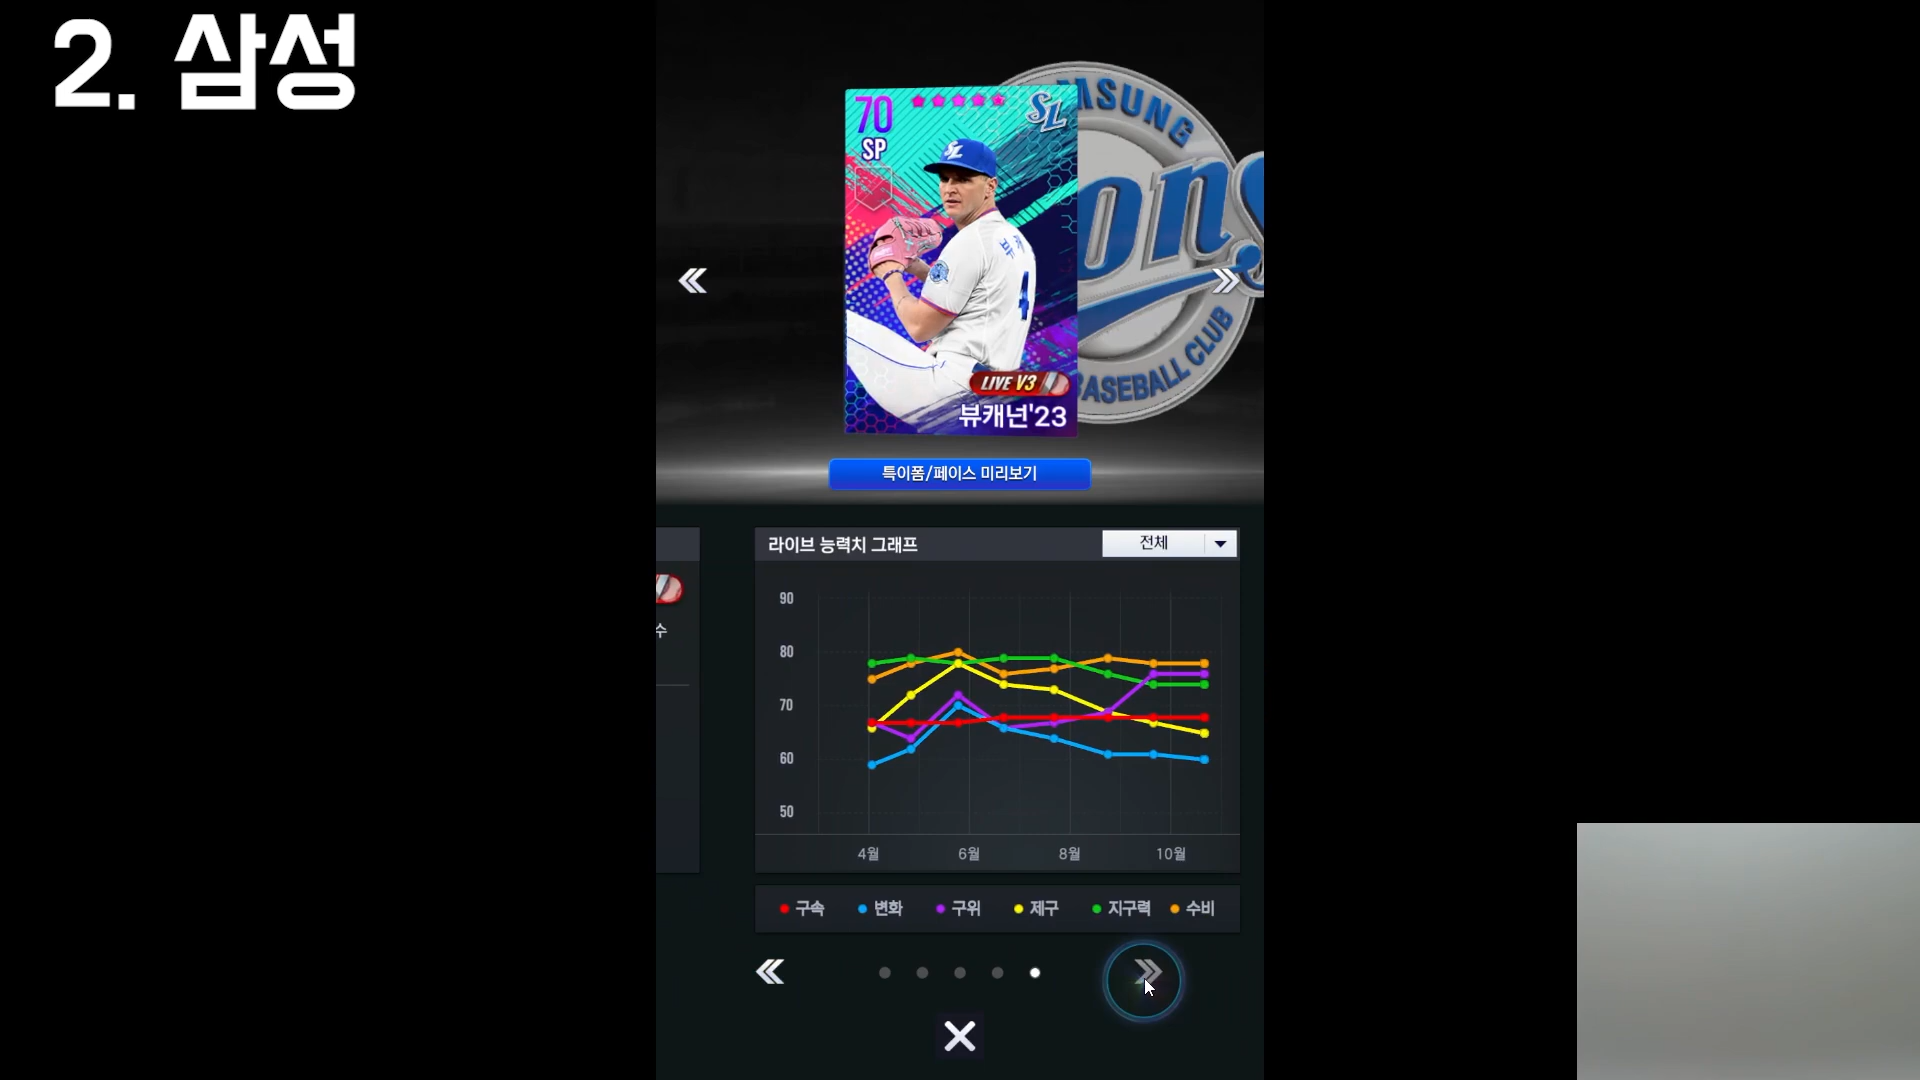 2. 삼성
70
SP
SL
SL
4
LIVE V3
뷰캐넌'23
SAMSUNG
BASEBALL CLUB
특이폼/페이스 미리보기
수
라이브 능력치 그래프
전체
90
80
70
60
50
4월 6월 8월 10월
구속 변화 구위 제구 지구력 수비